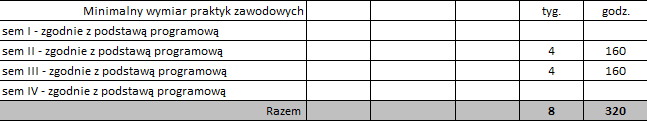 Minimalny wymiar praktyk zawodowych tyg. godz.
sem I - zgodnie z podstawą programową
sem II - zgodnie z podstawą programową 4 160
sem III - zgodnie z podstawą programową 4 160
sem IV - zgodnie z podstawą programową
Razem 8 320